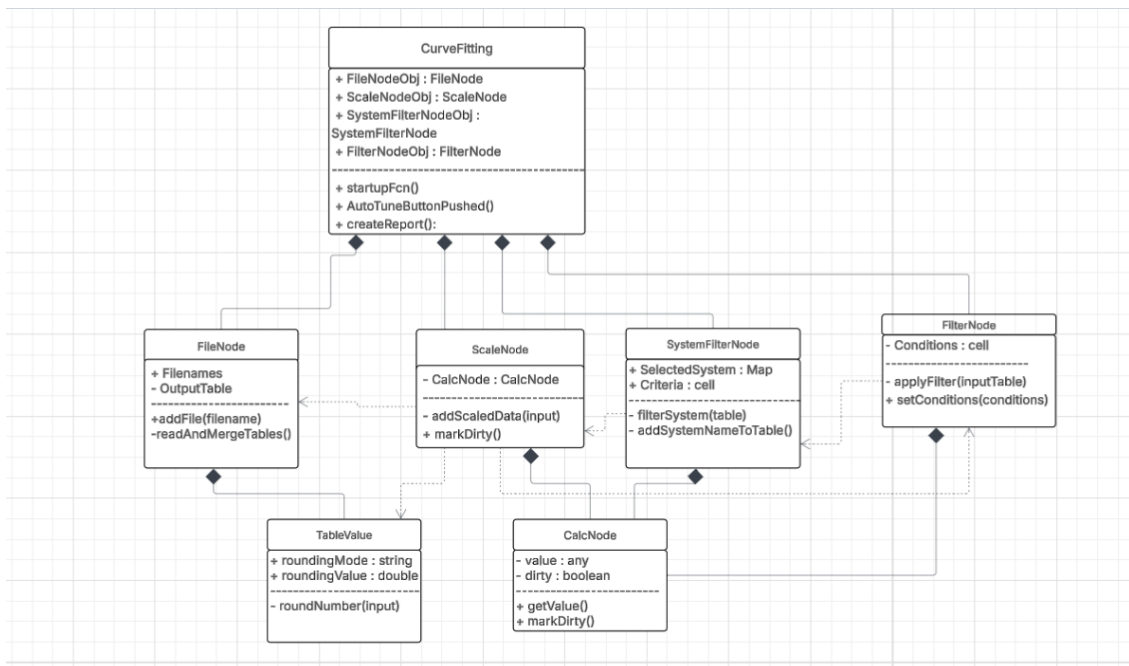 CurveFitting
+ FileNodeObj : FileNode
+ ScaleNodeObj : ScaleNode
+ SystemFilterNodeObj :
SystemFilterNode
+ FilterNodeObj : FilterNode
+ startupFcn()
+ AutoTuneButtonPushed()
+ createReport():
FileNode
+ Filenames
- OutputTable
+addFile(filename)
-readAndMergeTables()
ScaleNode
- CalcNode : CalcNode
- addScaledData(input)
+ markDirty()
SystemFilterNode
+ SelectedSystem : Map
+ Criteria : cell
- filterSystem(table)
- addSystemNameToTable()
FilterNode
- Conditions : cell
- applyFilter(inputTable)
+ setConditions(conditions)
TableValue
+ roundingMode : string
+ roundingValue : double
- roundNumber(input)
CalcNode
- value : any
- dirty : boolean
+ getValue()
+ markDirty()